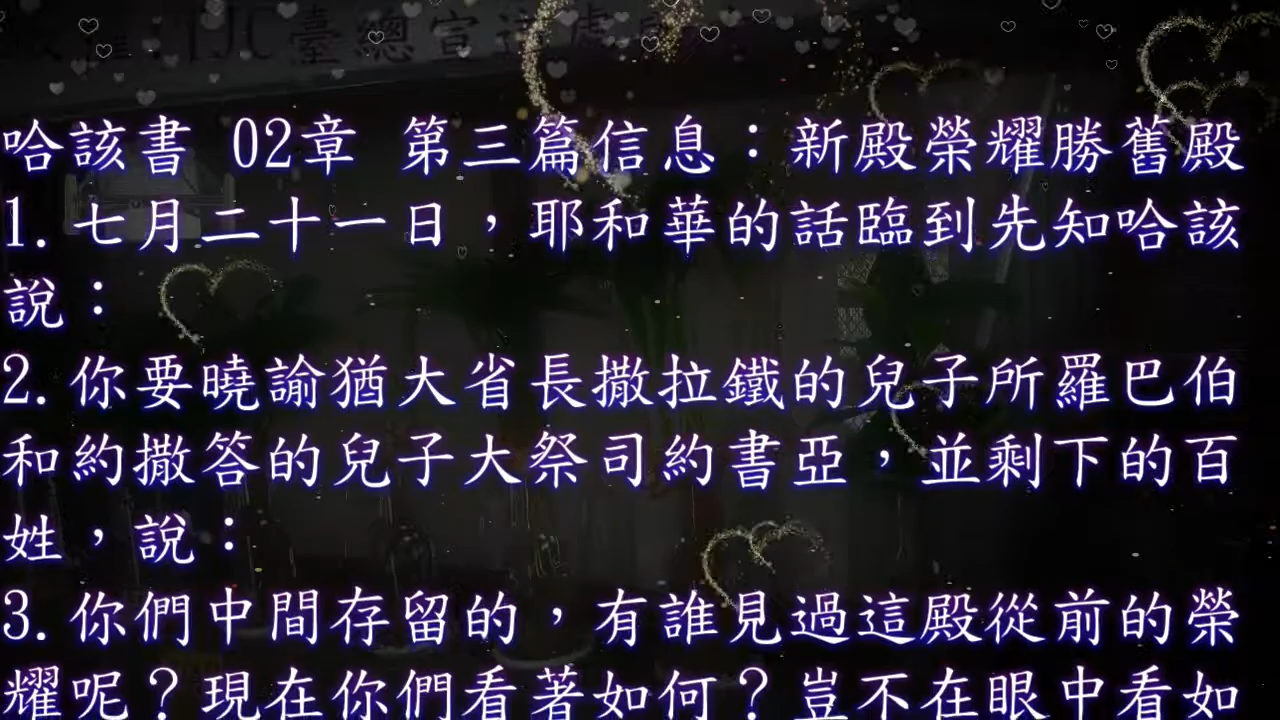 臺總宣
哈該書 02章 第三篇信息：新殿榮耀勝舊殿
1. 七月二十一日，耶和華的話臨到先知哈該
說：
2. 你要曉諭猶大省長撒拉鐵的兒子所羅巴伯
和約撒答的兒子大祭司約書亞，並剩下的百
姓，說：
3. 你們中間存留的，有誰見過這殿從前的榮
耀呢？現在你們看著如何？豈不在眼中看如